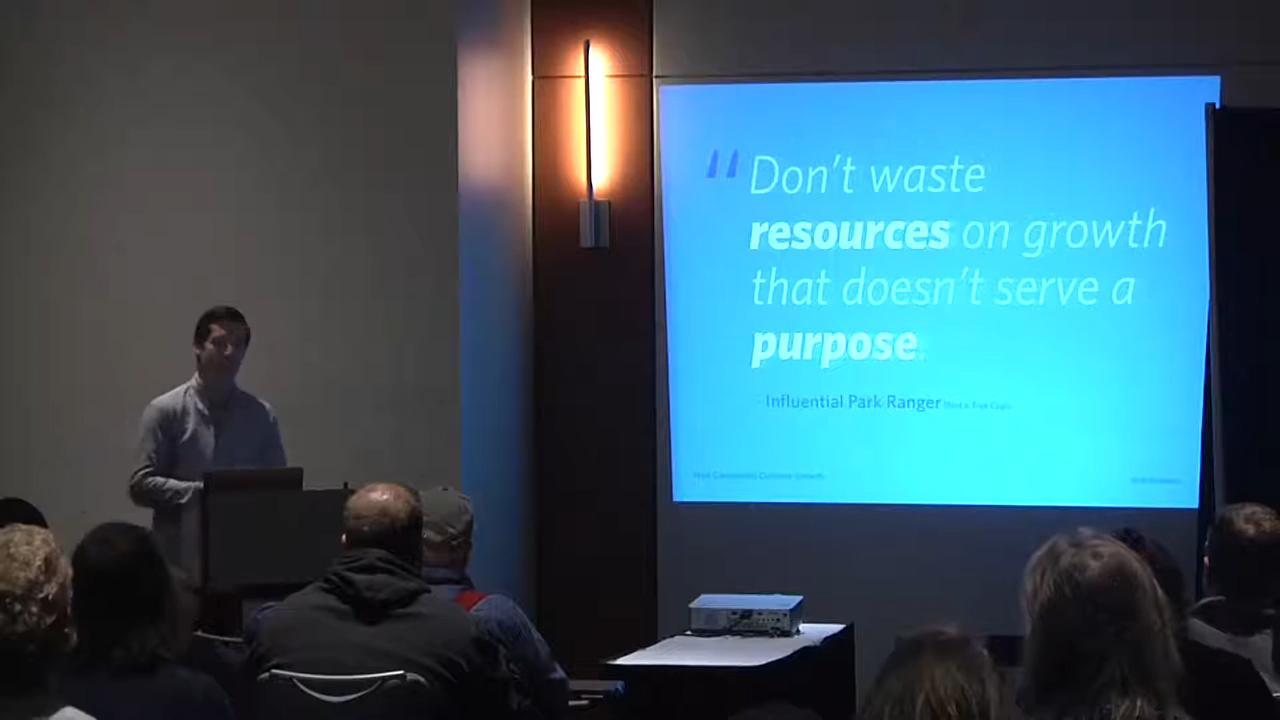 "Don't waste
resources on growth
that doesn't serve a
purpose.
- Influential Park Ranger